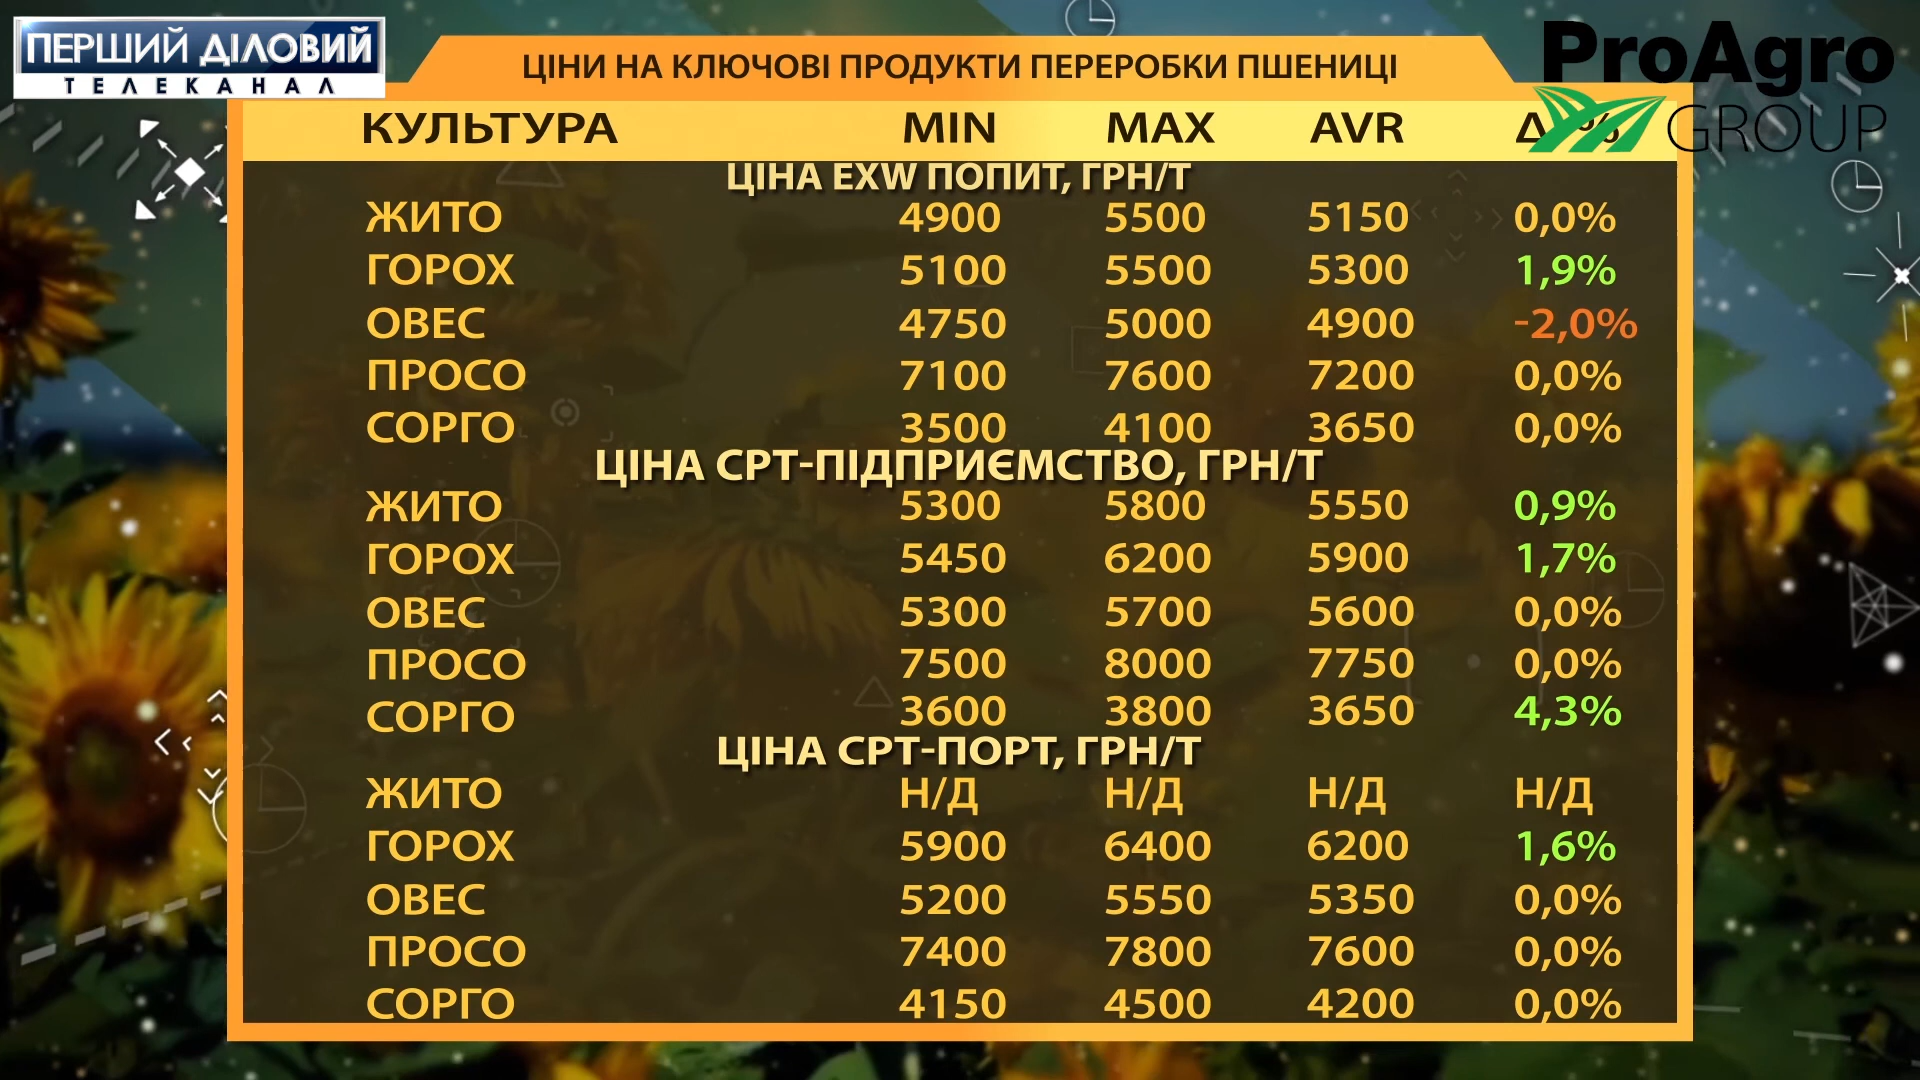 ПЕРШИЙ ДІЛОВИЙ
ТЕЛЕКАНАЛ
ЦІНИ НА КЛЮЧОВІ ПРОДУКТИ ПЕРЕРОБКИ ПШЕНИЦІ
ProAgro
GROUP
КУЛЬТУРА MIN MAX AVR Δ %
ЦІНА EXW ПОПИТ, ГРН/Т
ЖИТО 4900 5500 5150 0,0%
ГОРОХ 5100 5500 5300 1,9%
ОВЕС 4750 5000 4900 -2,0%
ПРОСО 7100 7600 7200 0,0%
СОРГО 3500 4100 3650 0,0%
ЦІНА СРТ-ПІДПРИЄМСТВО, ГРН/Т
ЖИТО 5300 5800 5550 0,9%
ГОРОХ 5450 6200 5900 1,7%
ОВЕС 5300 5700 5600 0,0%
ПРОСО 7500 8000 7750 0,0%
СОРГО 3600 3800 3650 4,3%
ЦІНА СРТ-ПОРТ, ГРН/Т
ЖИТО Н/Д Н/Д Н/Д Н/Д
ГОРОХ 5900 6400 6200 1,6%
ОВЕС 5200 5550 5350 0,0%
ПРОСО 7400 7800 7600 0,0%
СОРГО 4150 4500 4200 0,0%